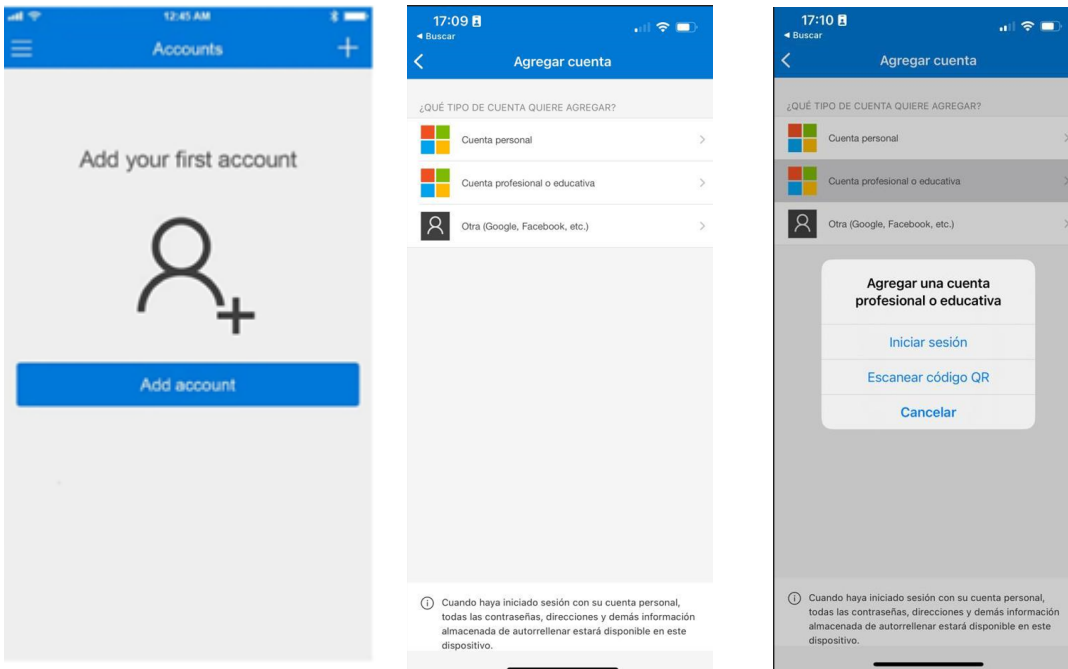 12:45 AM
Accounts
Add your first account
Add account
17:09
◄ Buscar
Agregar cuenta
¿QUÉ TIPO DE CUENTA QUIERE AGREGAR?
Cuenta personal
Cuenta profesional o educativa
Otra (Google, Facebook, etc.)
Cuando haya iniciado sesión con su cuenta personal,
todas las contraseñas, direcciones y demás información
almacenada de autorrellenar estará disponible en este
dispositivo.
17:10
◄ Buscar
Agregar cuenta
¿QUÉ TIPO DE CUENTA QUIERE AGREGAR?
Cuenta personal
Cuenta profesional o educativa
Otra (Google, Facebook, etc.)
Agregar una cuenta
profesional o educativa
Iniciar sesión
Escanear código QR
Cancelar
Cuando haya iniciado sesión con su cuenta personal,
todas las contraseñas, direcciones y demás información
almacenada de autorrellenar estará disponible en este
dispositivo.